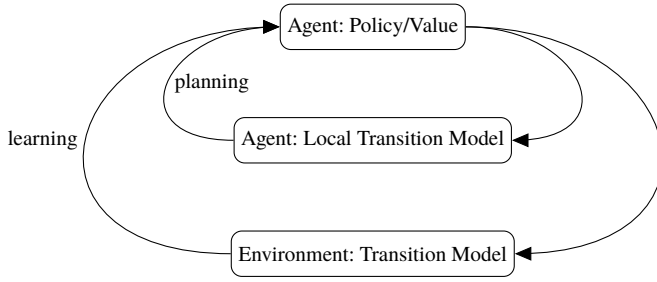 Agent: Policy/Value
planning
learning
Agent: Local Transition Model
Environment: Transition Model